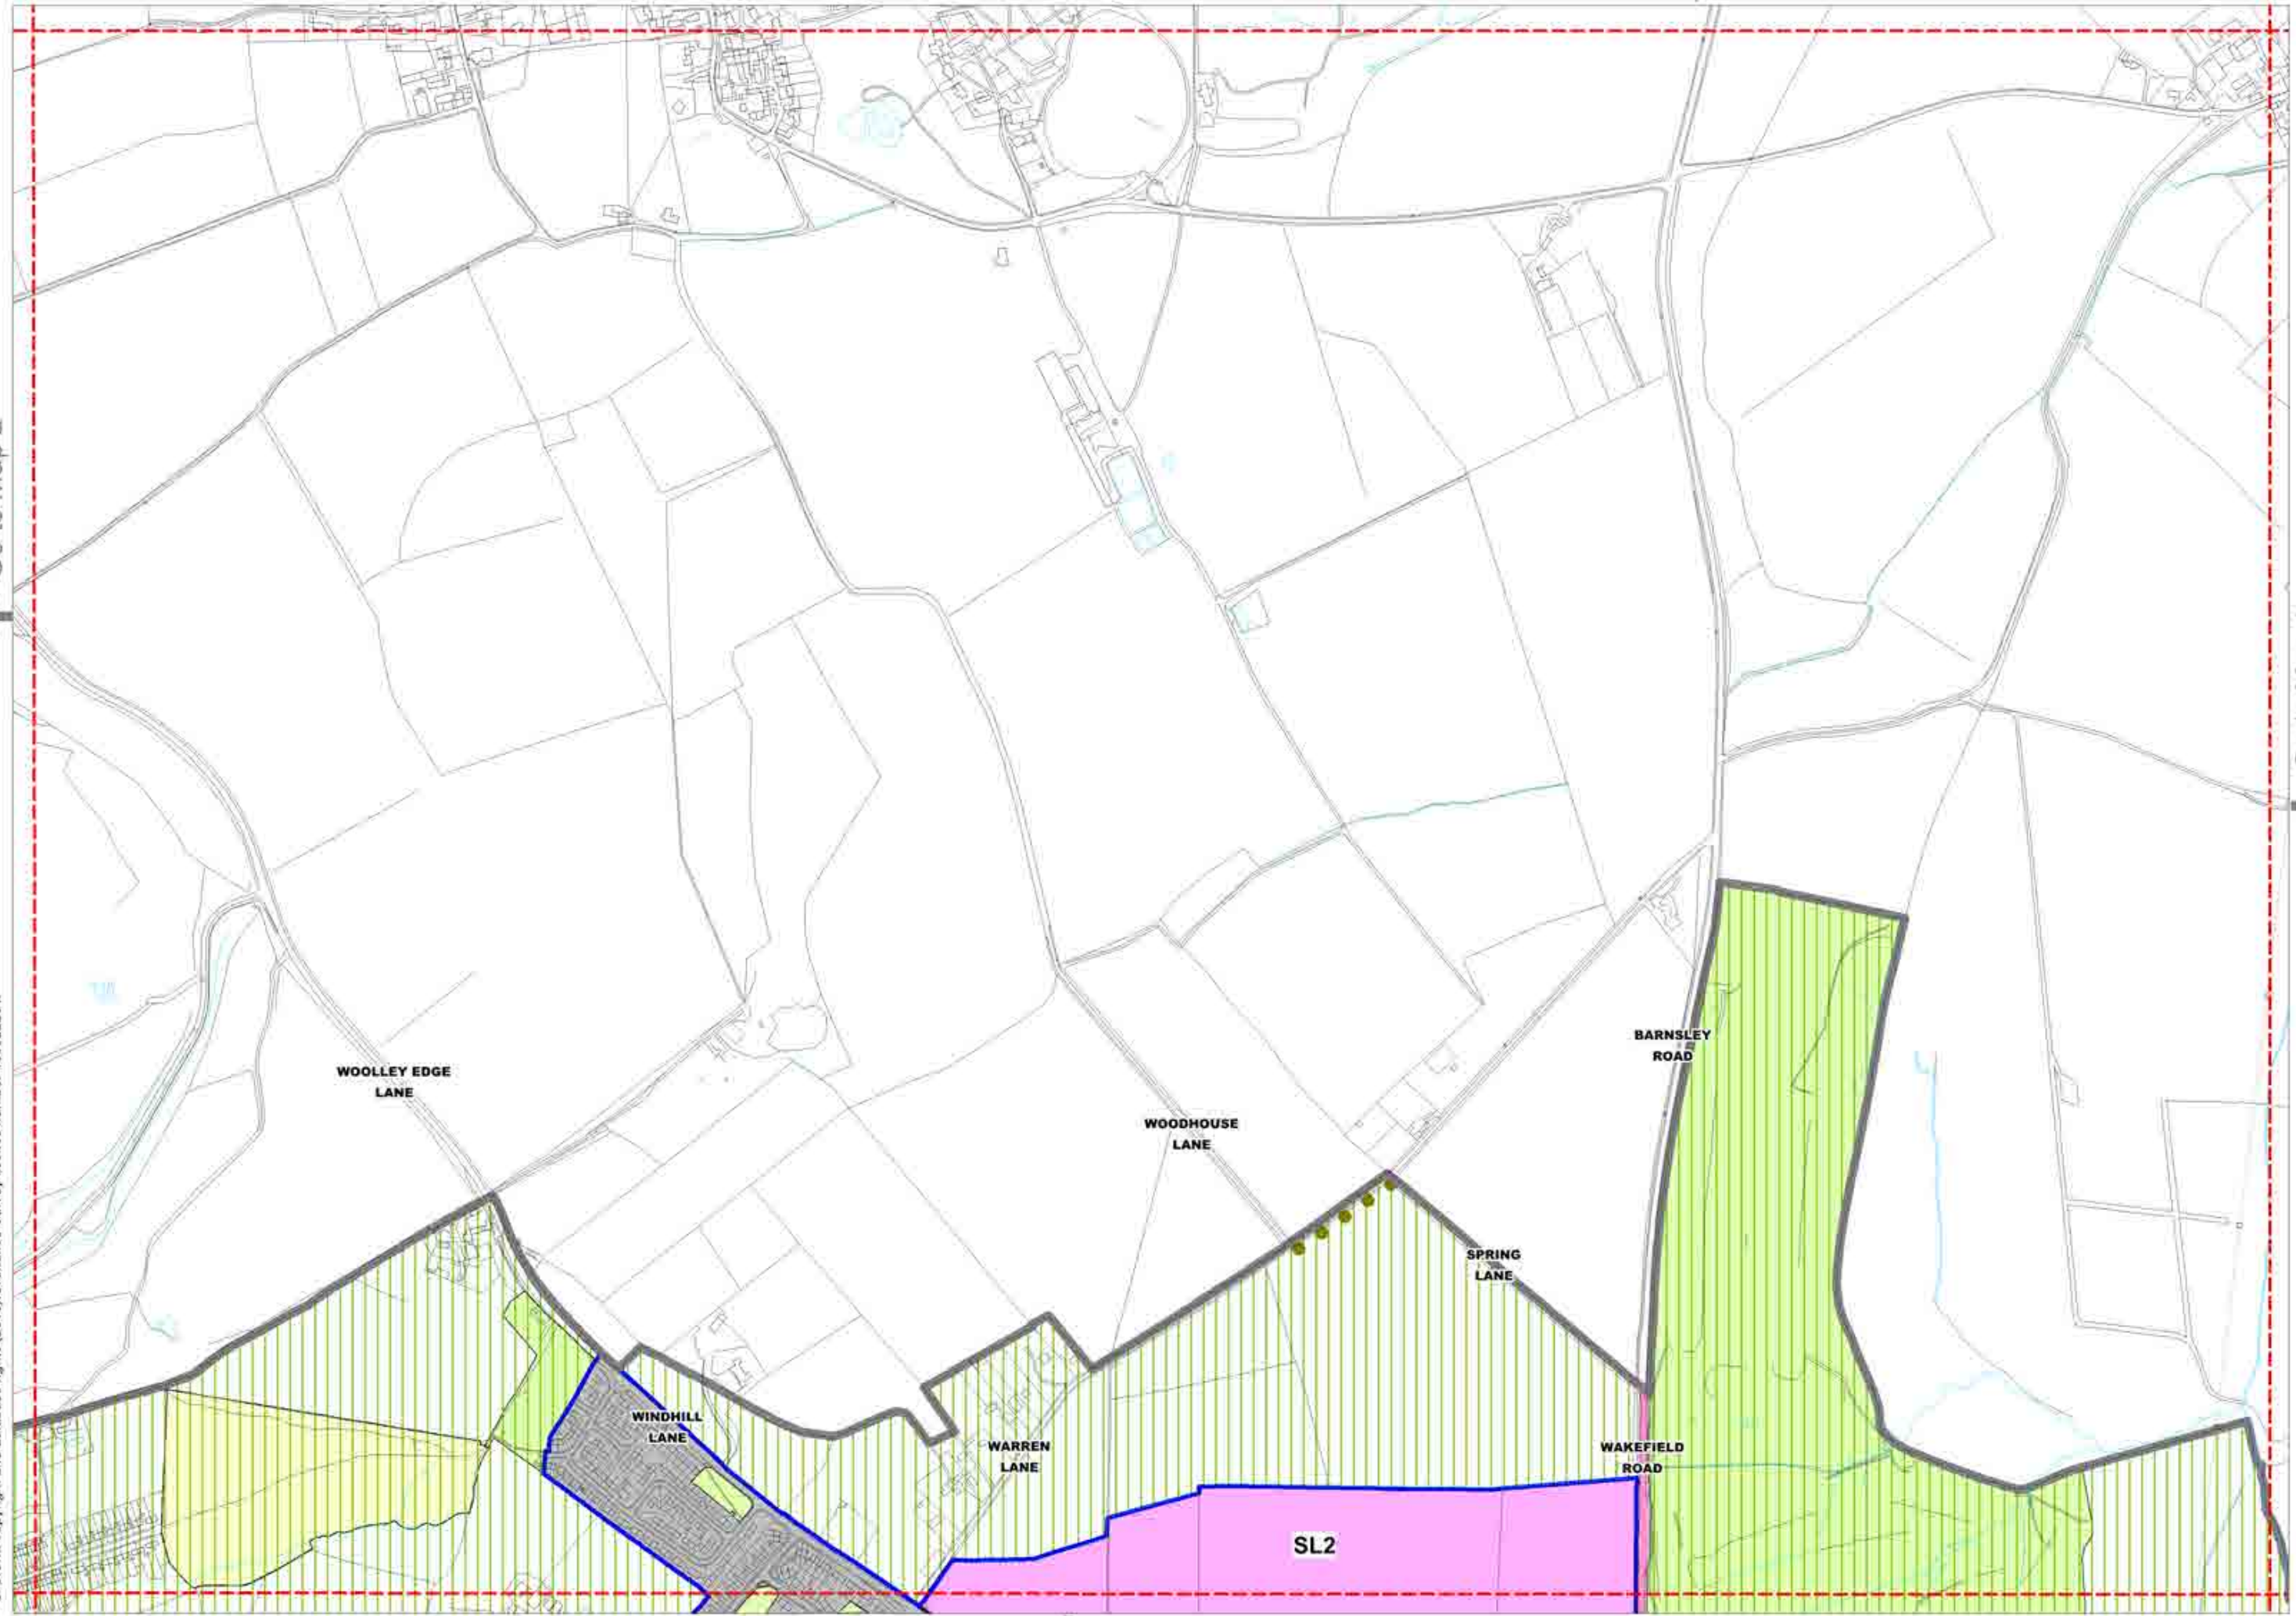 BARNSLEY
ROAD
WOOLLEY EDGE
LANE
WOODHOUSE
LANE
SPRING
LANE
WINDHILL
LANE
WARREN
LANE
WAKEFIELD
ROAD
SL2